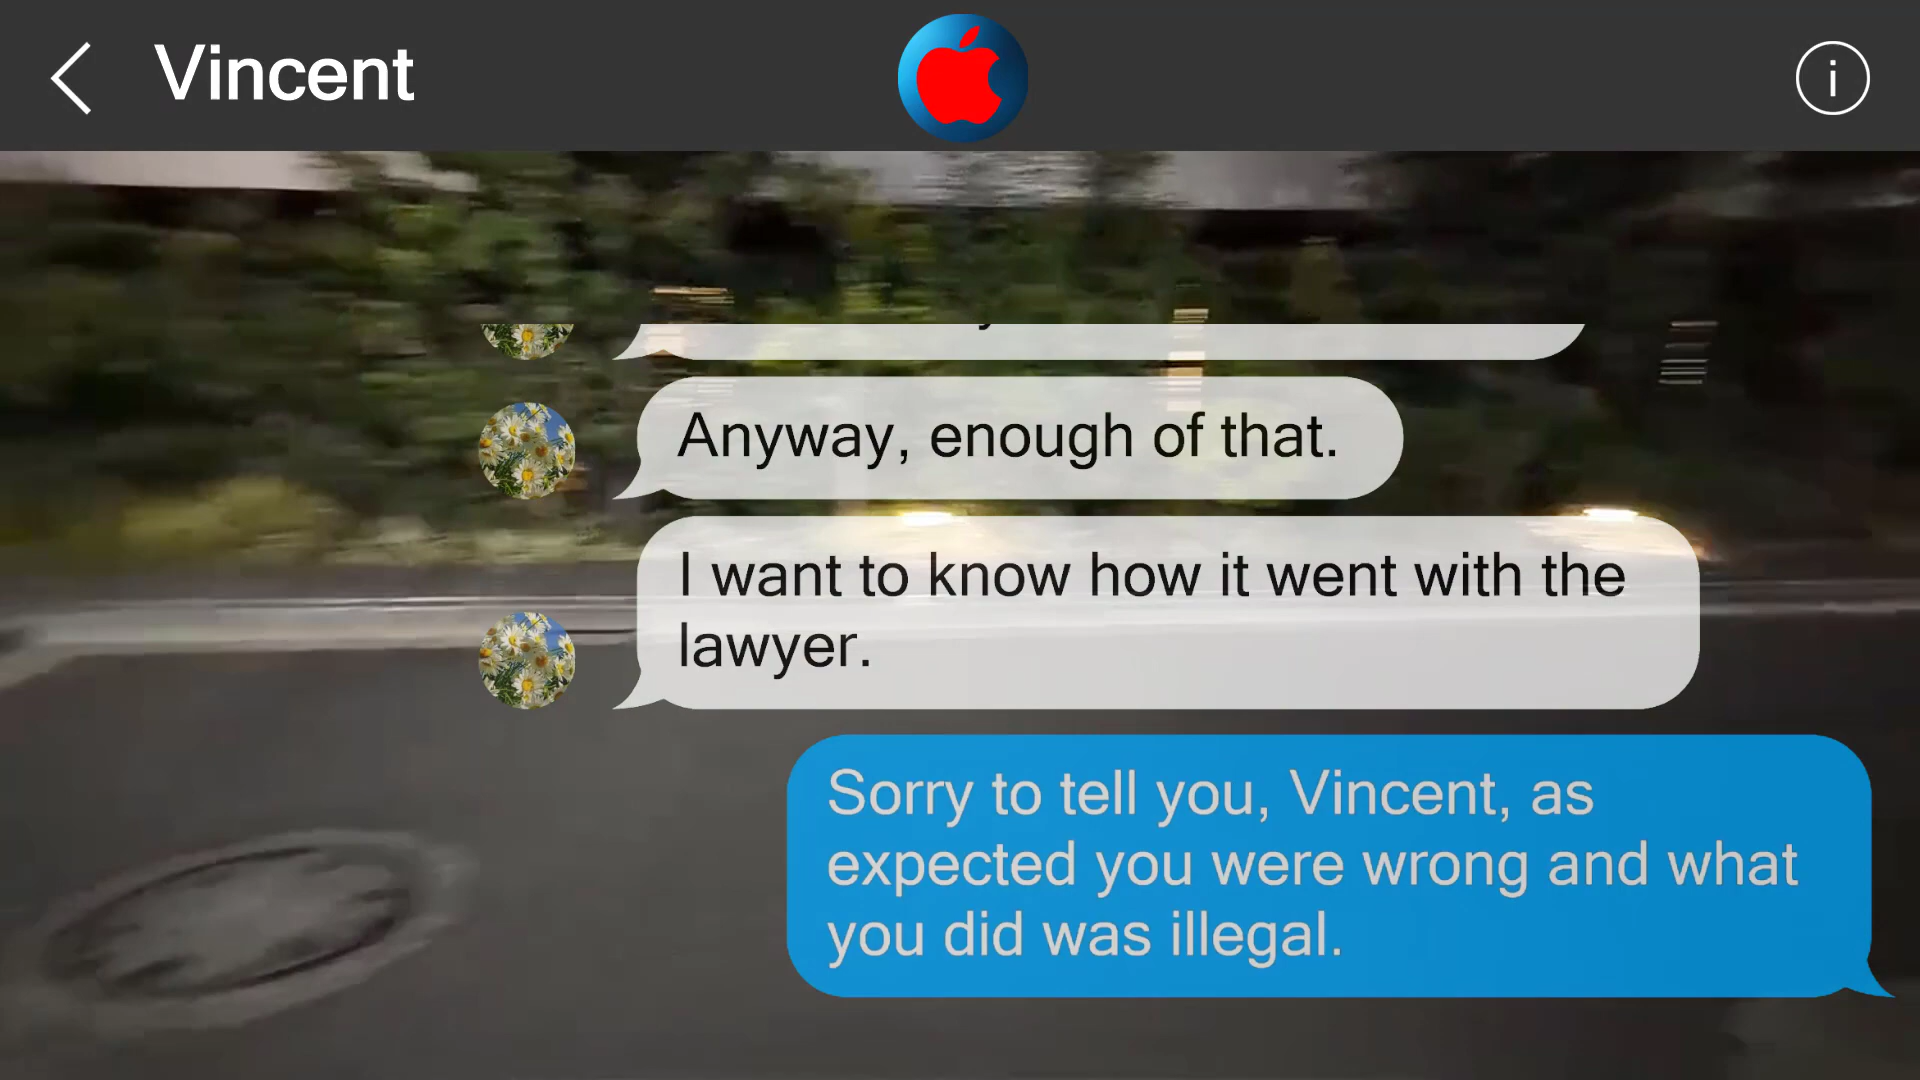 Vincent
Anyway, enough of that.
I want to know how it went with the
lawyer.
Sorry to tell you, Vincent, as
expected you were wrong and what
you did was illegal.